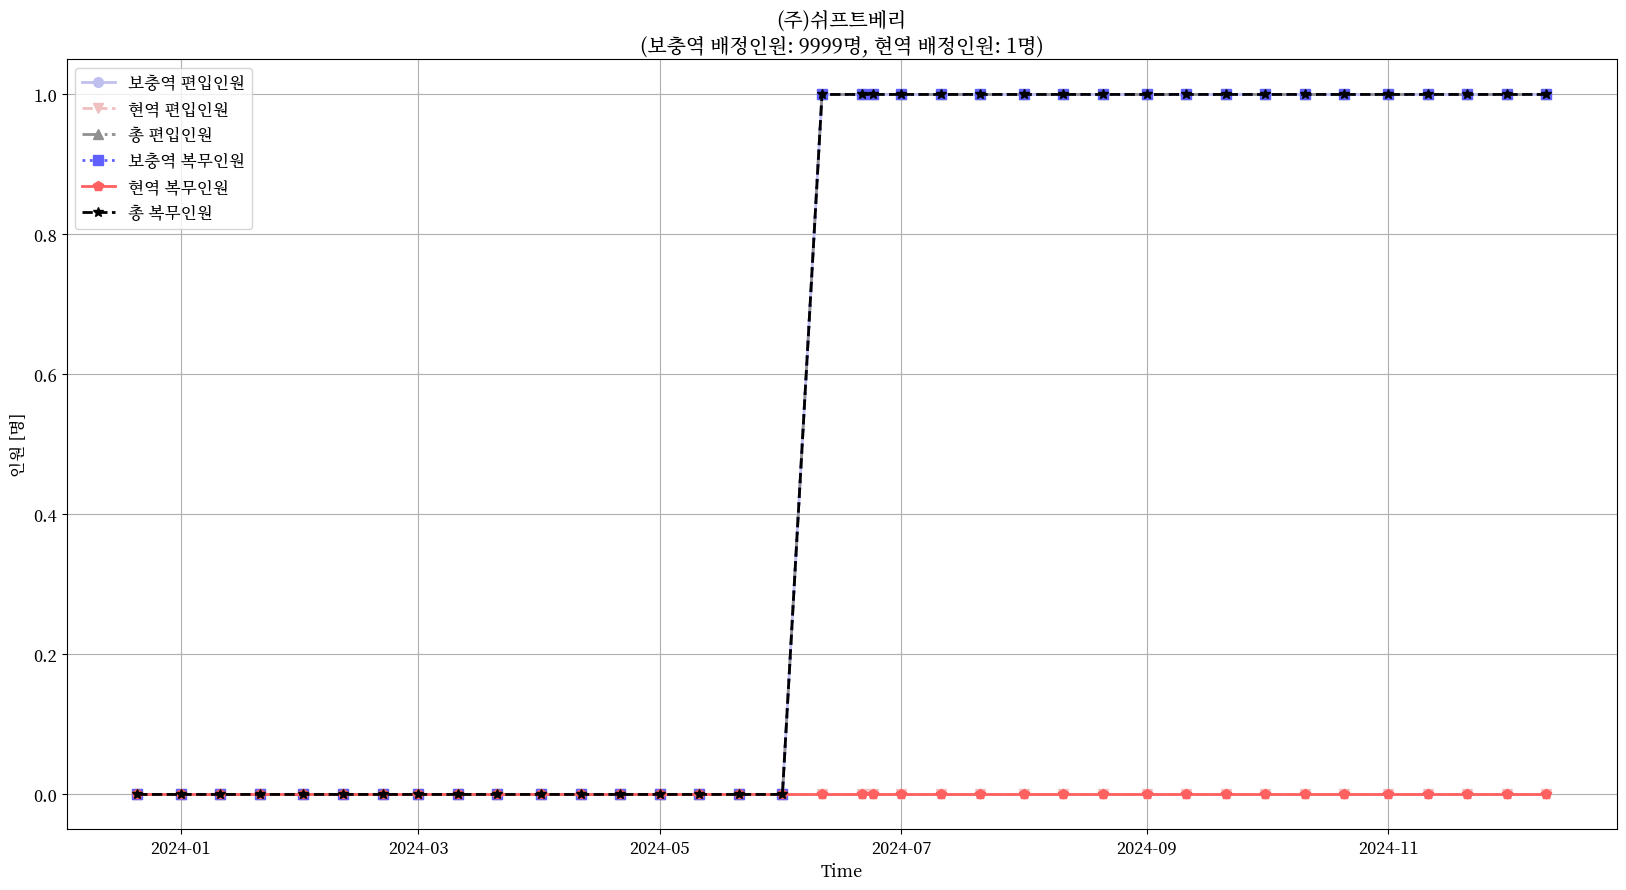 (주)쉬프트베리
(보충역 배정인원: 9999명, 현역 배정인원: 1명)
보충역 편입인원
현역 편입인원
총 편입인원
보충역 복무인원
현역 복무인원
총 복무인원
1.0
0.8
0.6
0.4
0.2
0.0
인원 [명]
2024-01
2024-03
2024-05
2024-07
2024-09
2024-11
Time